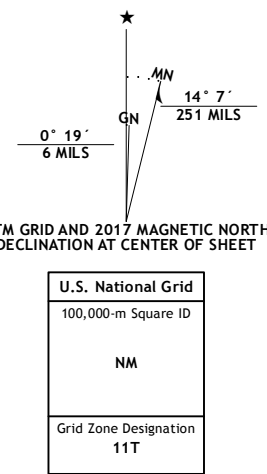 ★
MN
14° 7´
251 MILS
GN
0° 19´
6 MILS
TM GRID AND 2017 MAGNETIC NORTH
DECLINATION AT CENTER OF SHEET
U.S. National Grid
100,000-m Square ID
NM
Grid Zone Designation
11T